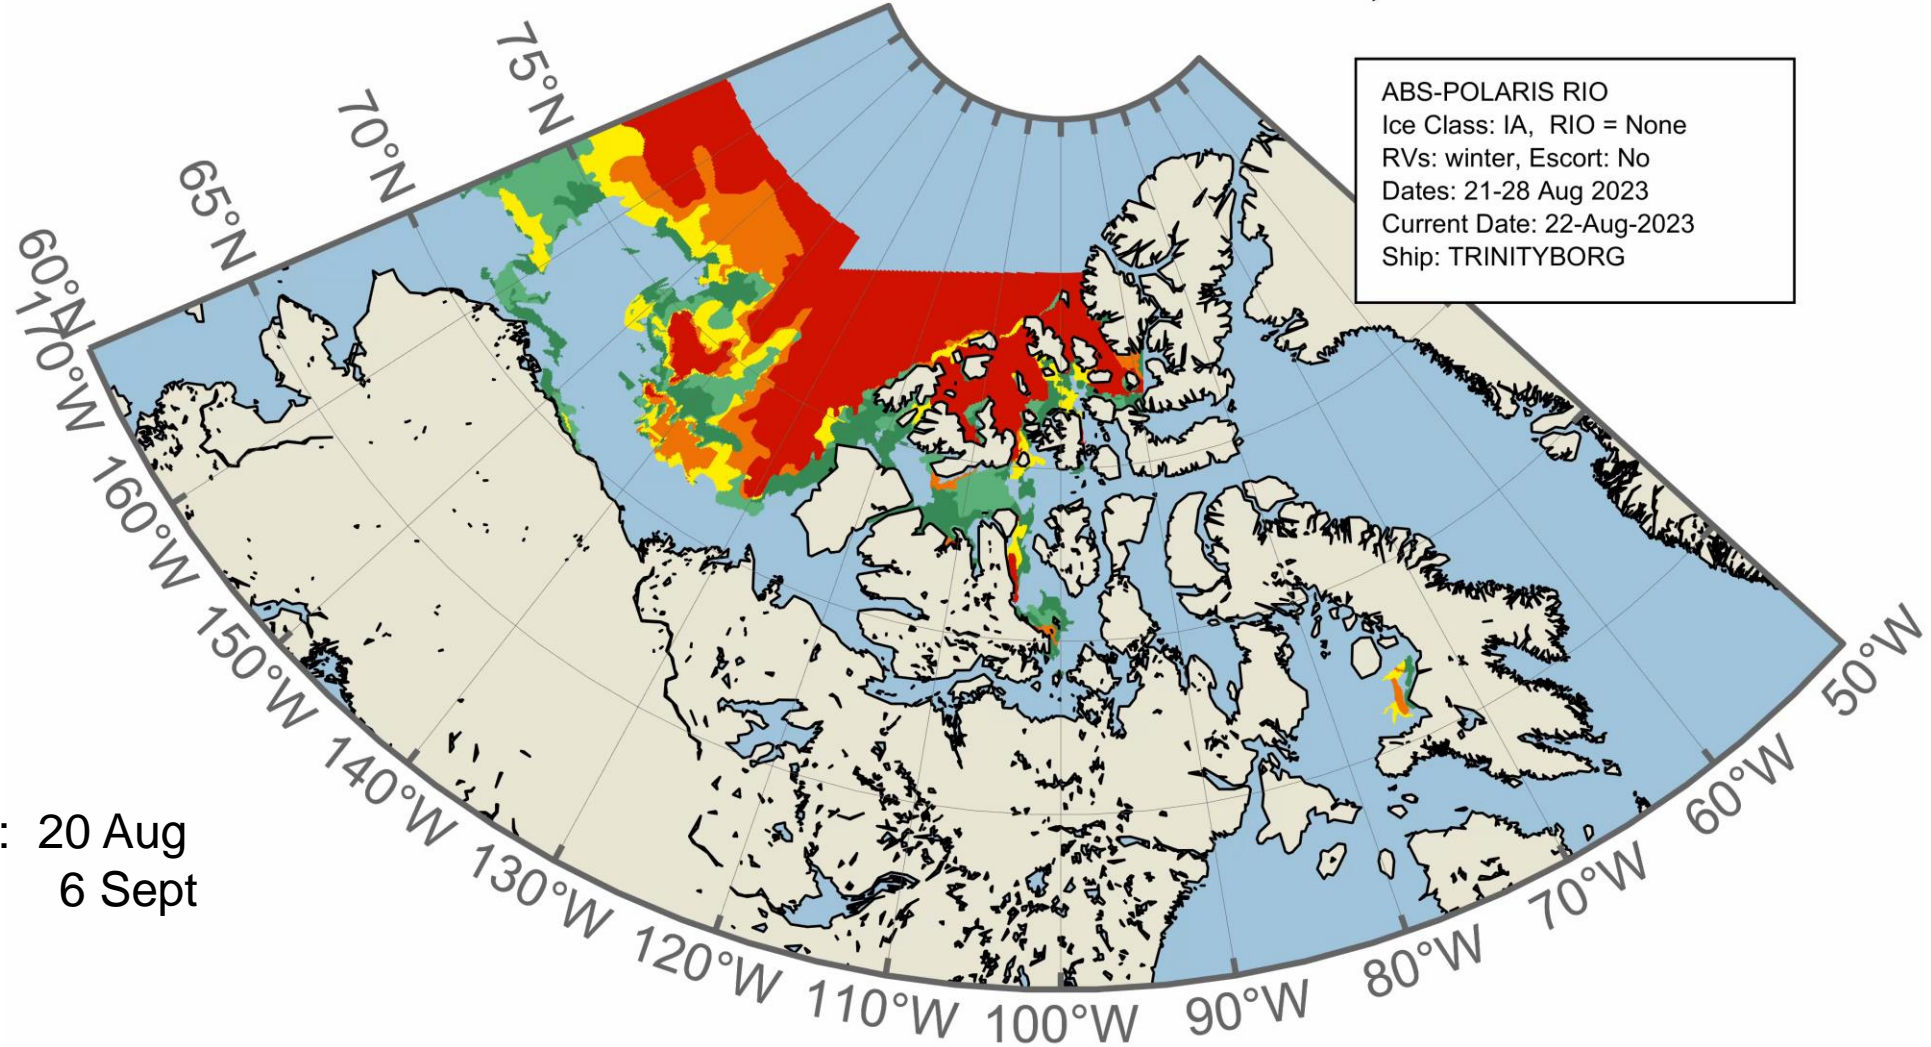 75°N
70°N
65°N
60°N
170°W
160°W
150°W
140°W
130°W
120°W
110°W
100°W
90°W
80°W
70°W
60°W
50°W
ABS-POLARIS RIO
Ice Class: IA, RIO = None
RVs: winter, Escort: No
Dates: 21-28 Aug 2023
Current Date: 22-Aug-2023
Ship: TRINITYBORG
: 20 Aug
6 Sept